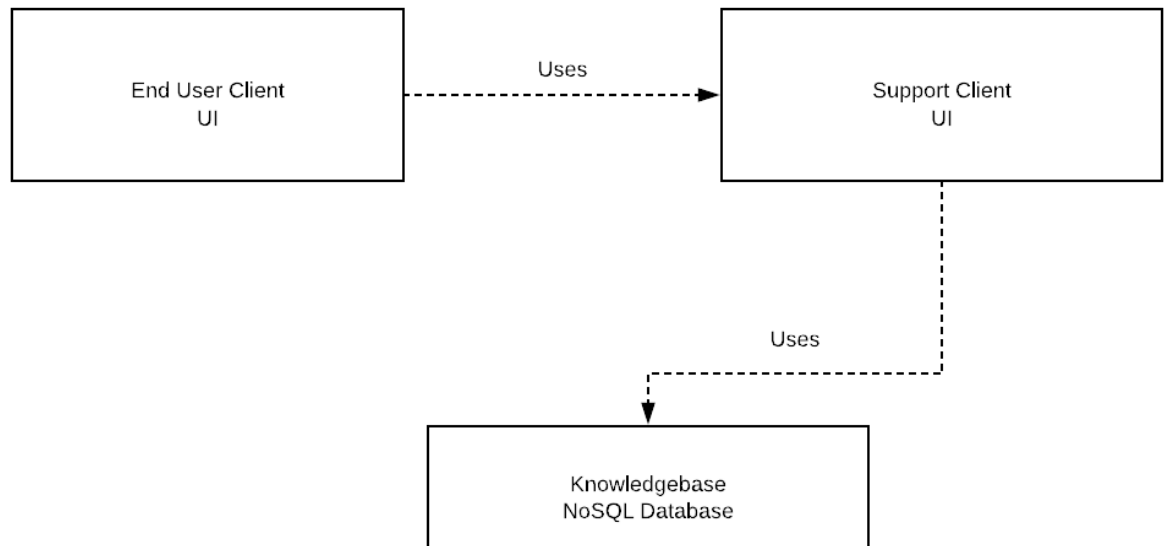 End User Client
UI
Uses
Support Client
UI
Uses
Knowledgebase
NoSQL Database